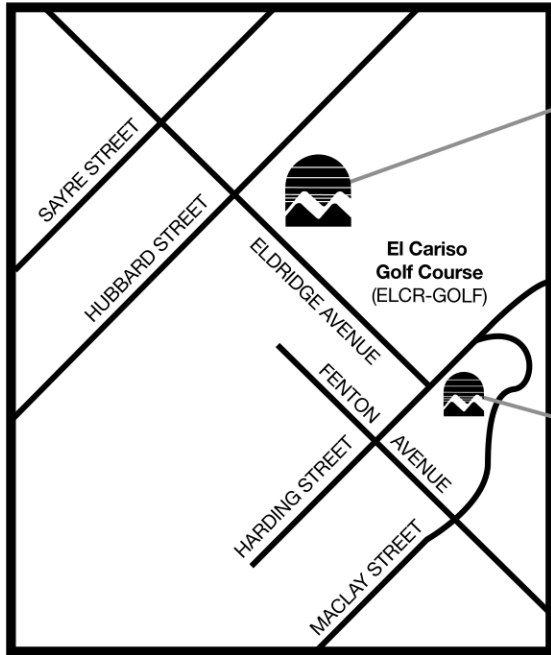 SAYRE STREET
HUBBARD STREET
ELDRIDGE AVENUE
El Cariso
Golf Course
(ELCR-GOLF)
FENTON
AVENUE
HARDING STREET
MACLAY STREET